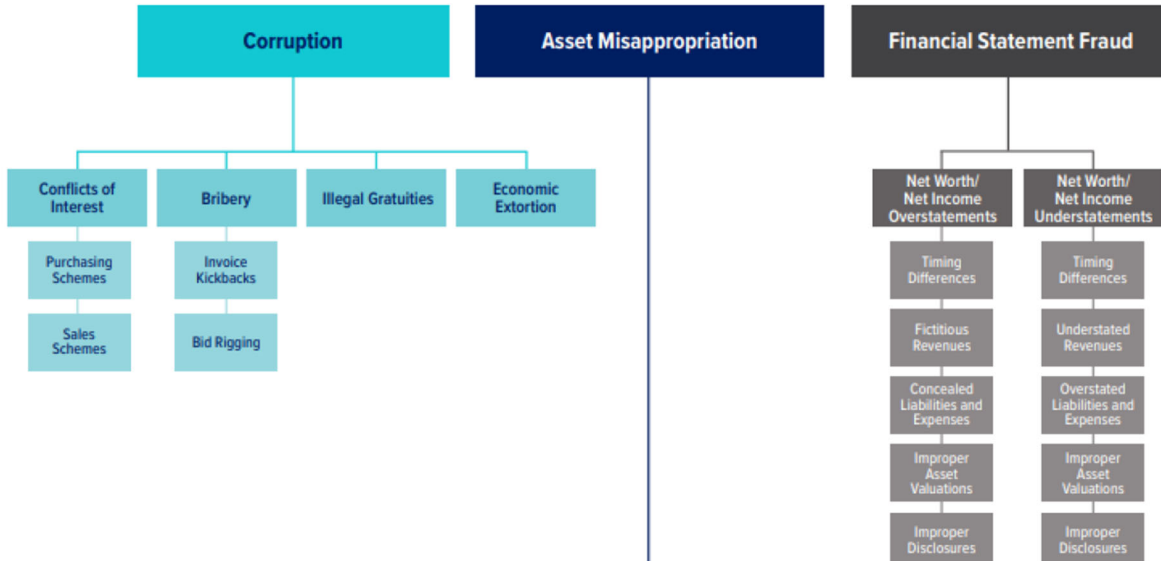 Corruption
Asset Misappropriation
Financial Statement Fraud
Conflicts of
Interest
Bribery
Illegal Gratuities
Economic
Extortion
Net Worth/
Net Income
Overstatements
Net Worth/
Net Income
Understatements
Purchasing
Schemes
Invoice
Kickbacks
Timing
Differences
Timing
Differences
Sales
Schemes
Bid Rigging
Fictitious
Revenues
Understated
Revenues
Concealed
Liabilities and
Expenses
Overstated
Liabilities and
Expenses
Improper
Asset
Valuations
Improper
Asset
Valuations
Improper
Disclosures
Improper
Disclosures